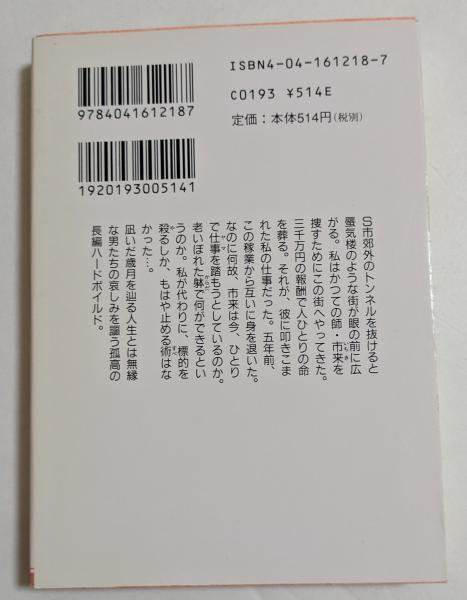 ISBN4-04-161218-7
C0193 ¥514E
定価：本体514円(税別)
9784041612187
1920193005141
S市郊外のトンネルを抜けると
蜃気楼のような街が眼の前に広
がる。私はかつての師・市来を
捜すためにこの街へやってきた。
三千万円の報酬で人ひとりの命
を葬る。それが、彼に叩きこま
れた私の仕事だった。五年前、
この稼業から互いに身を退いた。
なのに何故、市来は今、ひとり
で仕事を踏もうとしているのか。
老いぼれた躰で何ができるとい
うのか。私が代わりに、標的を
殺るしか、もはや止める術はな
かった…。
凪いだ歳月を辿る人生とは無縁
な男たちの哀しみを謳う孤高の
長編ハードボイルド。